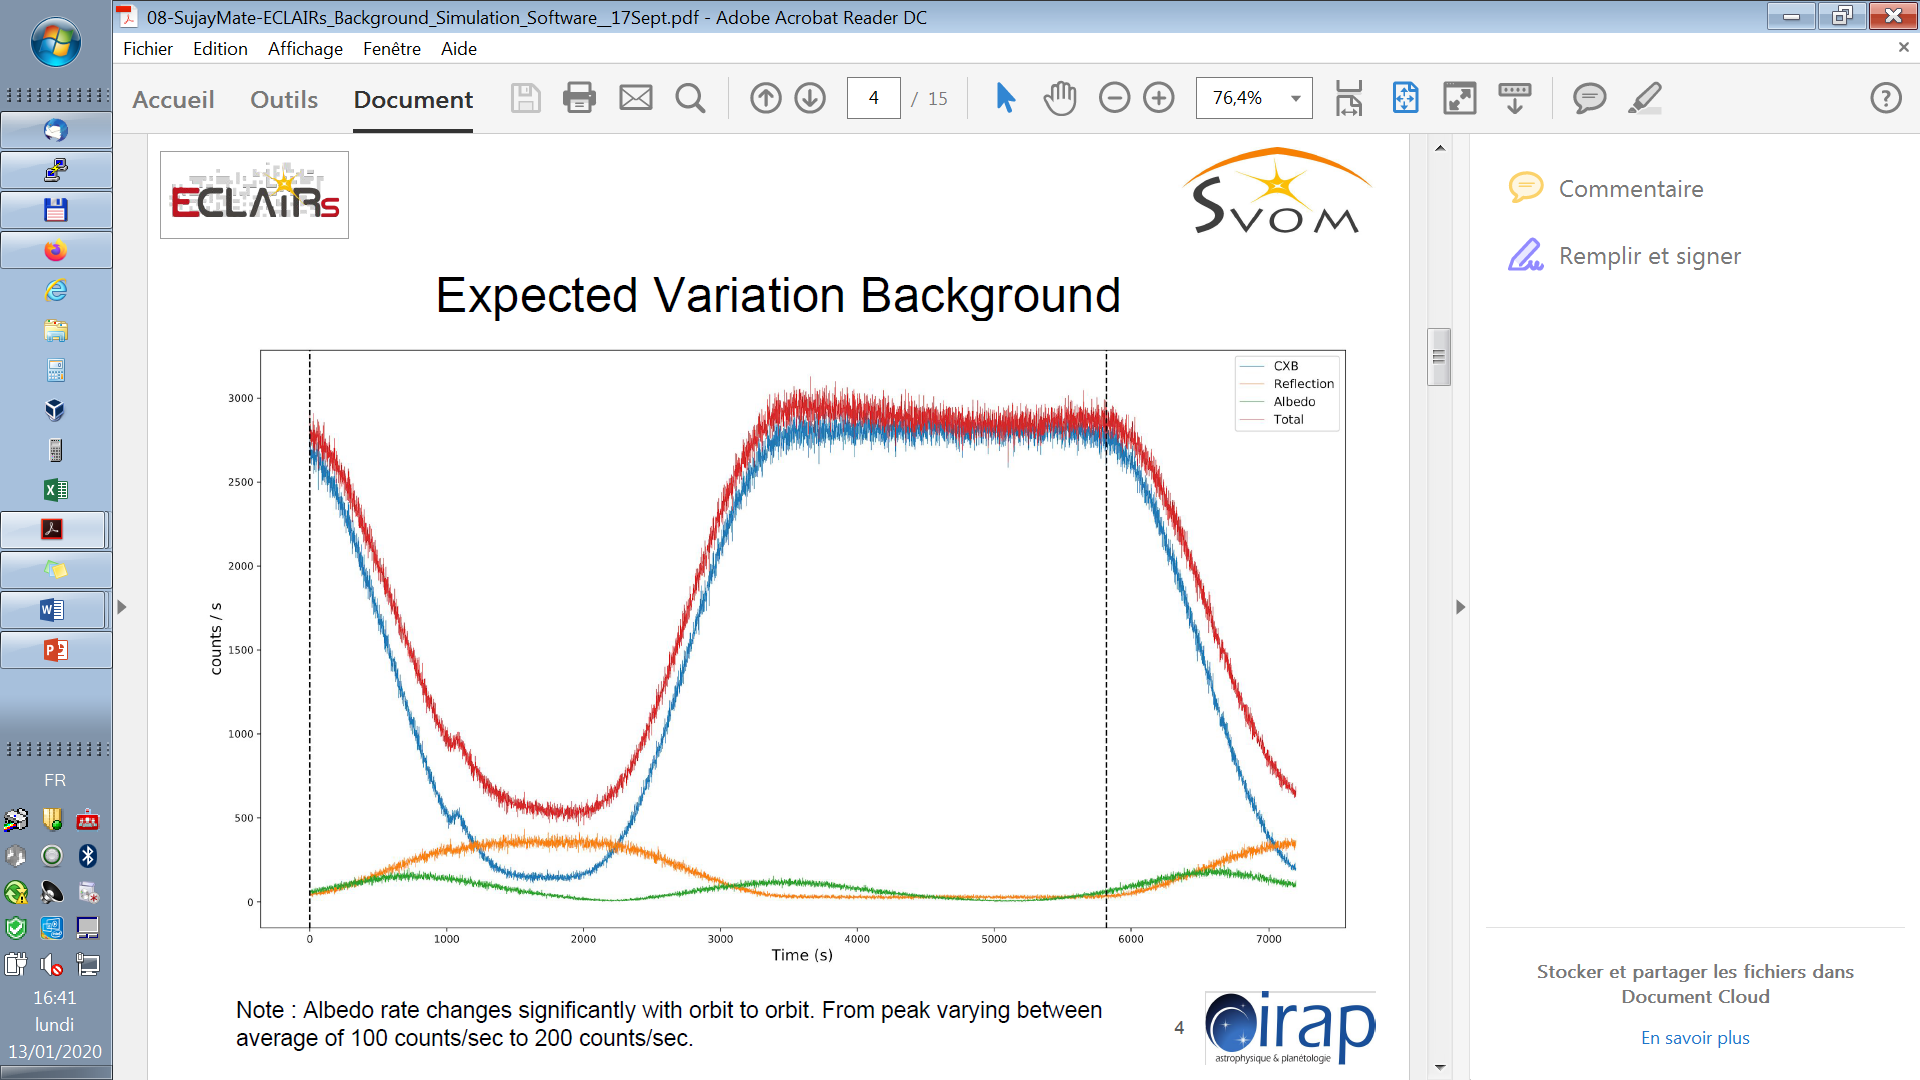 08-SujayMate-ECLAIRs_Background_Simulation_Software__17Sept.pdf - Adobe Acrobat Reader DC
Fichier Edition Affichage Fenêtre Aide
Accueil Outils Document 4 / 15 76,4%
ECLAIRs
SVOM
Expected Variation Background
CXB
Reflection
Albedo
Total
3000
2500
2000
1500
1000
500
0
counts / s
0 1000 2000 3000 4000 5000 6000 7000
Time (s)
Note : Albedo rate changes significantly with orbit to orbit. From peak varying between
average of 100 counts/sec to 200 counts/sec.
4
irap
astrophysique & planétologie
Commentaire
Remplir et signer
Stocker et partager les fichiers dans
Document Cloud
En savoir plus
FR
16:41
lundi
13/01/2020